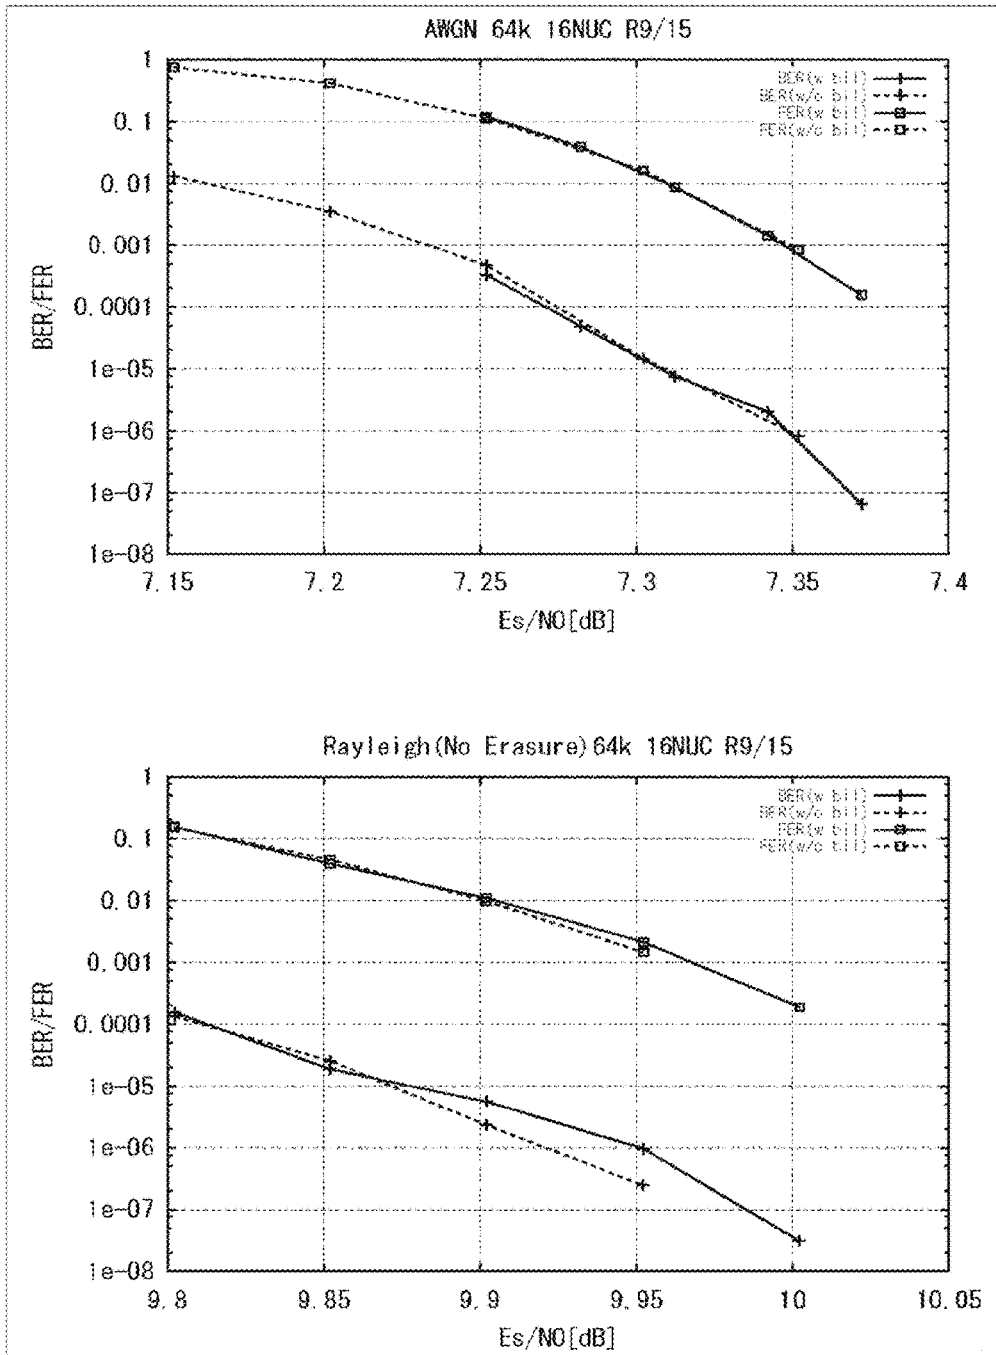 AWGN 64k 16NUC R9/15
BER(w bil)
BER(w/o bil)
FER(w bil)
FER(w/o bil)
1
0.1
0.01
0.001
0.0001
1e-05
1e-06
1e-07
1e-08
BER/FER
7.15 7.2 7.25 7.3 7.35 7.4
Es/N0[dB]
Rayleigh(No Erasure)64k 16NUC R9/15
BER(w bil)
BER(w/o bil)
FER(w bil)
FER(w/o bil)
1
0.1
0.01
0.001
0.0001
1e-05
1e-06
1e-07
1e-08
BER/FER
9.8 9.85 9.9 9.95 10 10.05
Es/N0[dB]